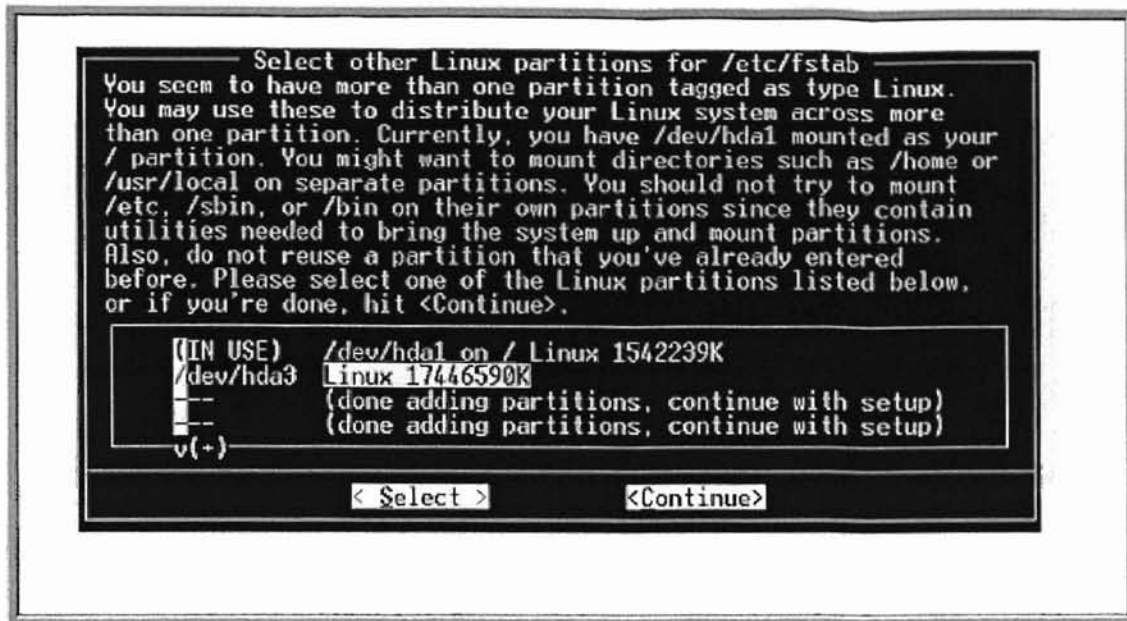 Select other Linux partitions for /etc/fstab
You seem to have more than one partition tagged as type Linux.
You may use these to distribute your Linux system across more
than one partition. Currently, you have /dev/hda1 mounted as your
/ partition. You might want to mount directories such as /home or
/usr/local on separate partitions. You should not try to mount
/etc, /sbin, or /bin on their own partitions since they contain
utilities needed to bring the system up and mount partitions.
Also, do not reuse a partition that you've already entered
before. Please select one of the Linux partitions listed below,
or if you're done, hit <Continue>.
(IN USE) /dev/hda1 on / Linux 1542239K
/dev/hda3 Linux 17446590K
--- (done adding partitions, continue with setup)
--- (done adding partitions, continue with setup)
v(+)
< Select > <Continue>